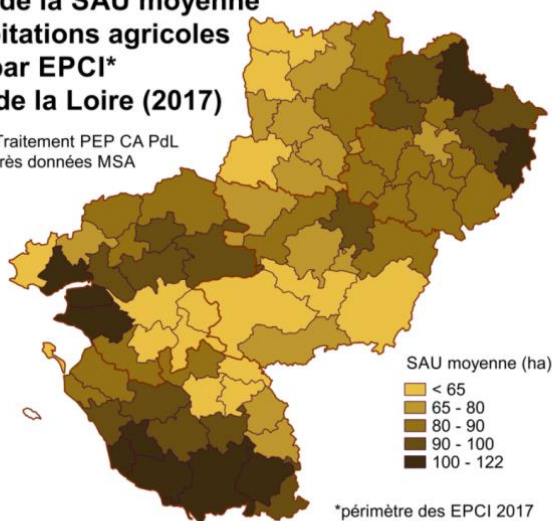 de la SAU moyenne
itations agricoles
par EPCI*
de la Loire (2017)
Traitement PEP CA PdL
rès données MSA
SAU moyenne (ha)
< 65
65 - 80
80 - 90
90 - 100
100 - 122
*périmètre des EPCI 2017